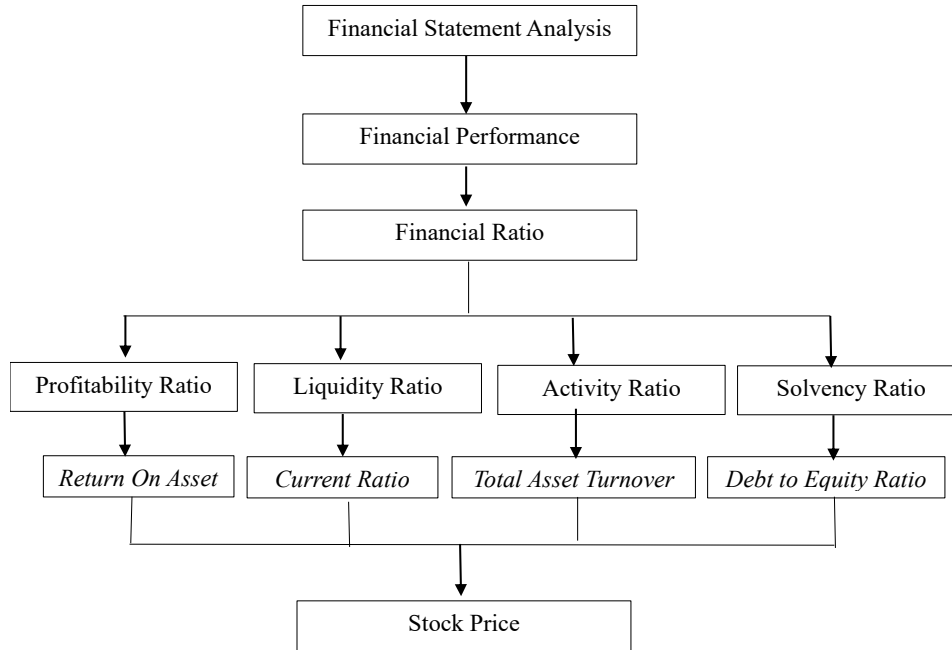 Financial Statement Analysis
Financial Performance
Financial Ratio
Profitability Ratio
Liquidity Ratio
Activity Ratio
Solvency Ratio
Return On Asset
Current Ratio
Total Asset Turnover
Debt to Equity Ratio
Stock Price